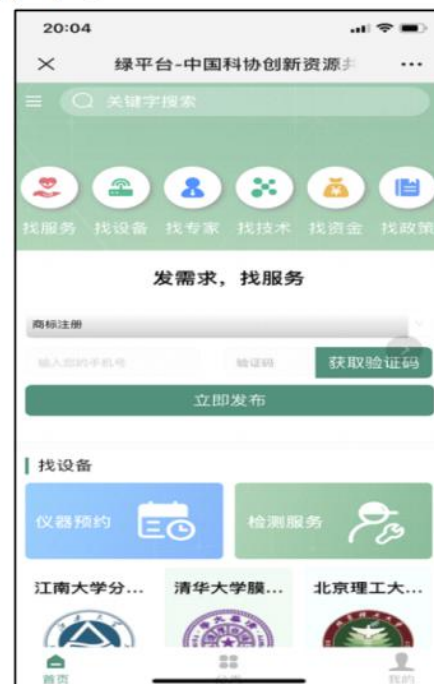 20:04
绿平台-中国科协创新资源共
关键字搜索
找服务 找设备 找专家 找技术 找资金 找政策
发需求，找服务
商标注册
输入您的手机号 验证码 获取验证码
立即发布
找设备
仪器预约 检测服务
江南大学分... 清华大学膜... 北京理工大...
首页 分类 我的